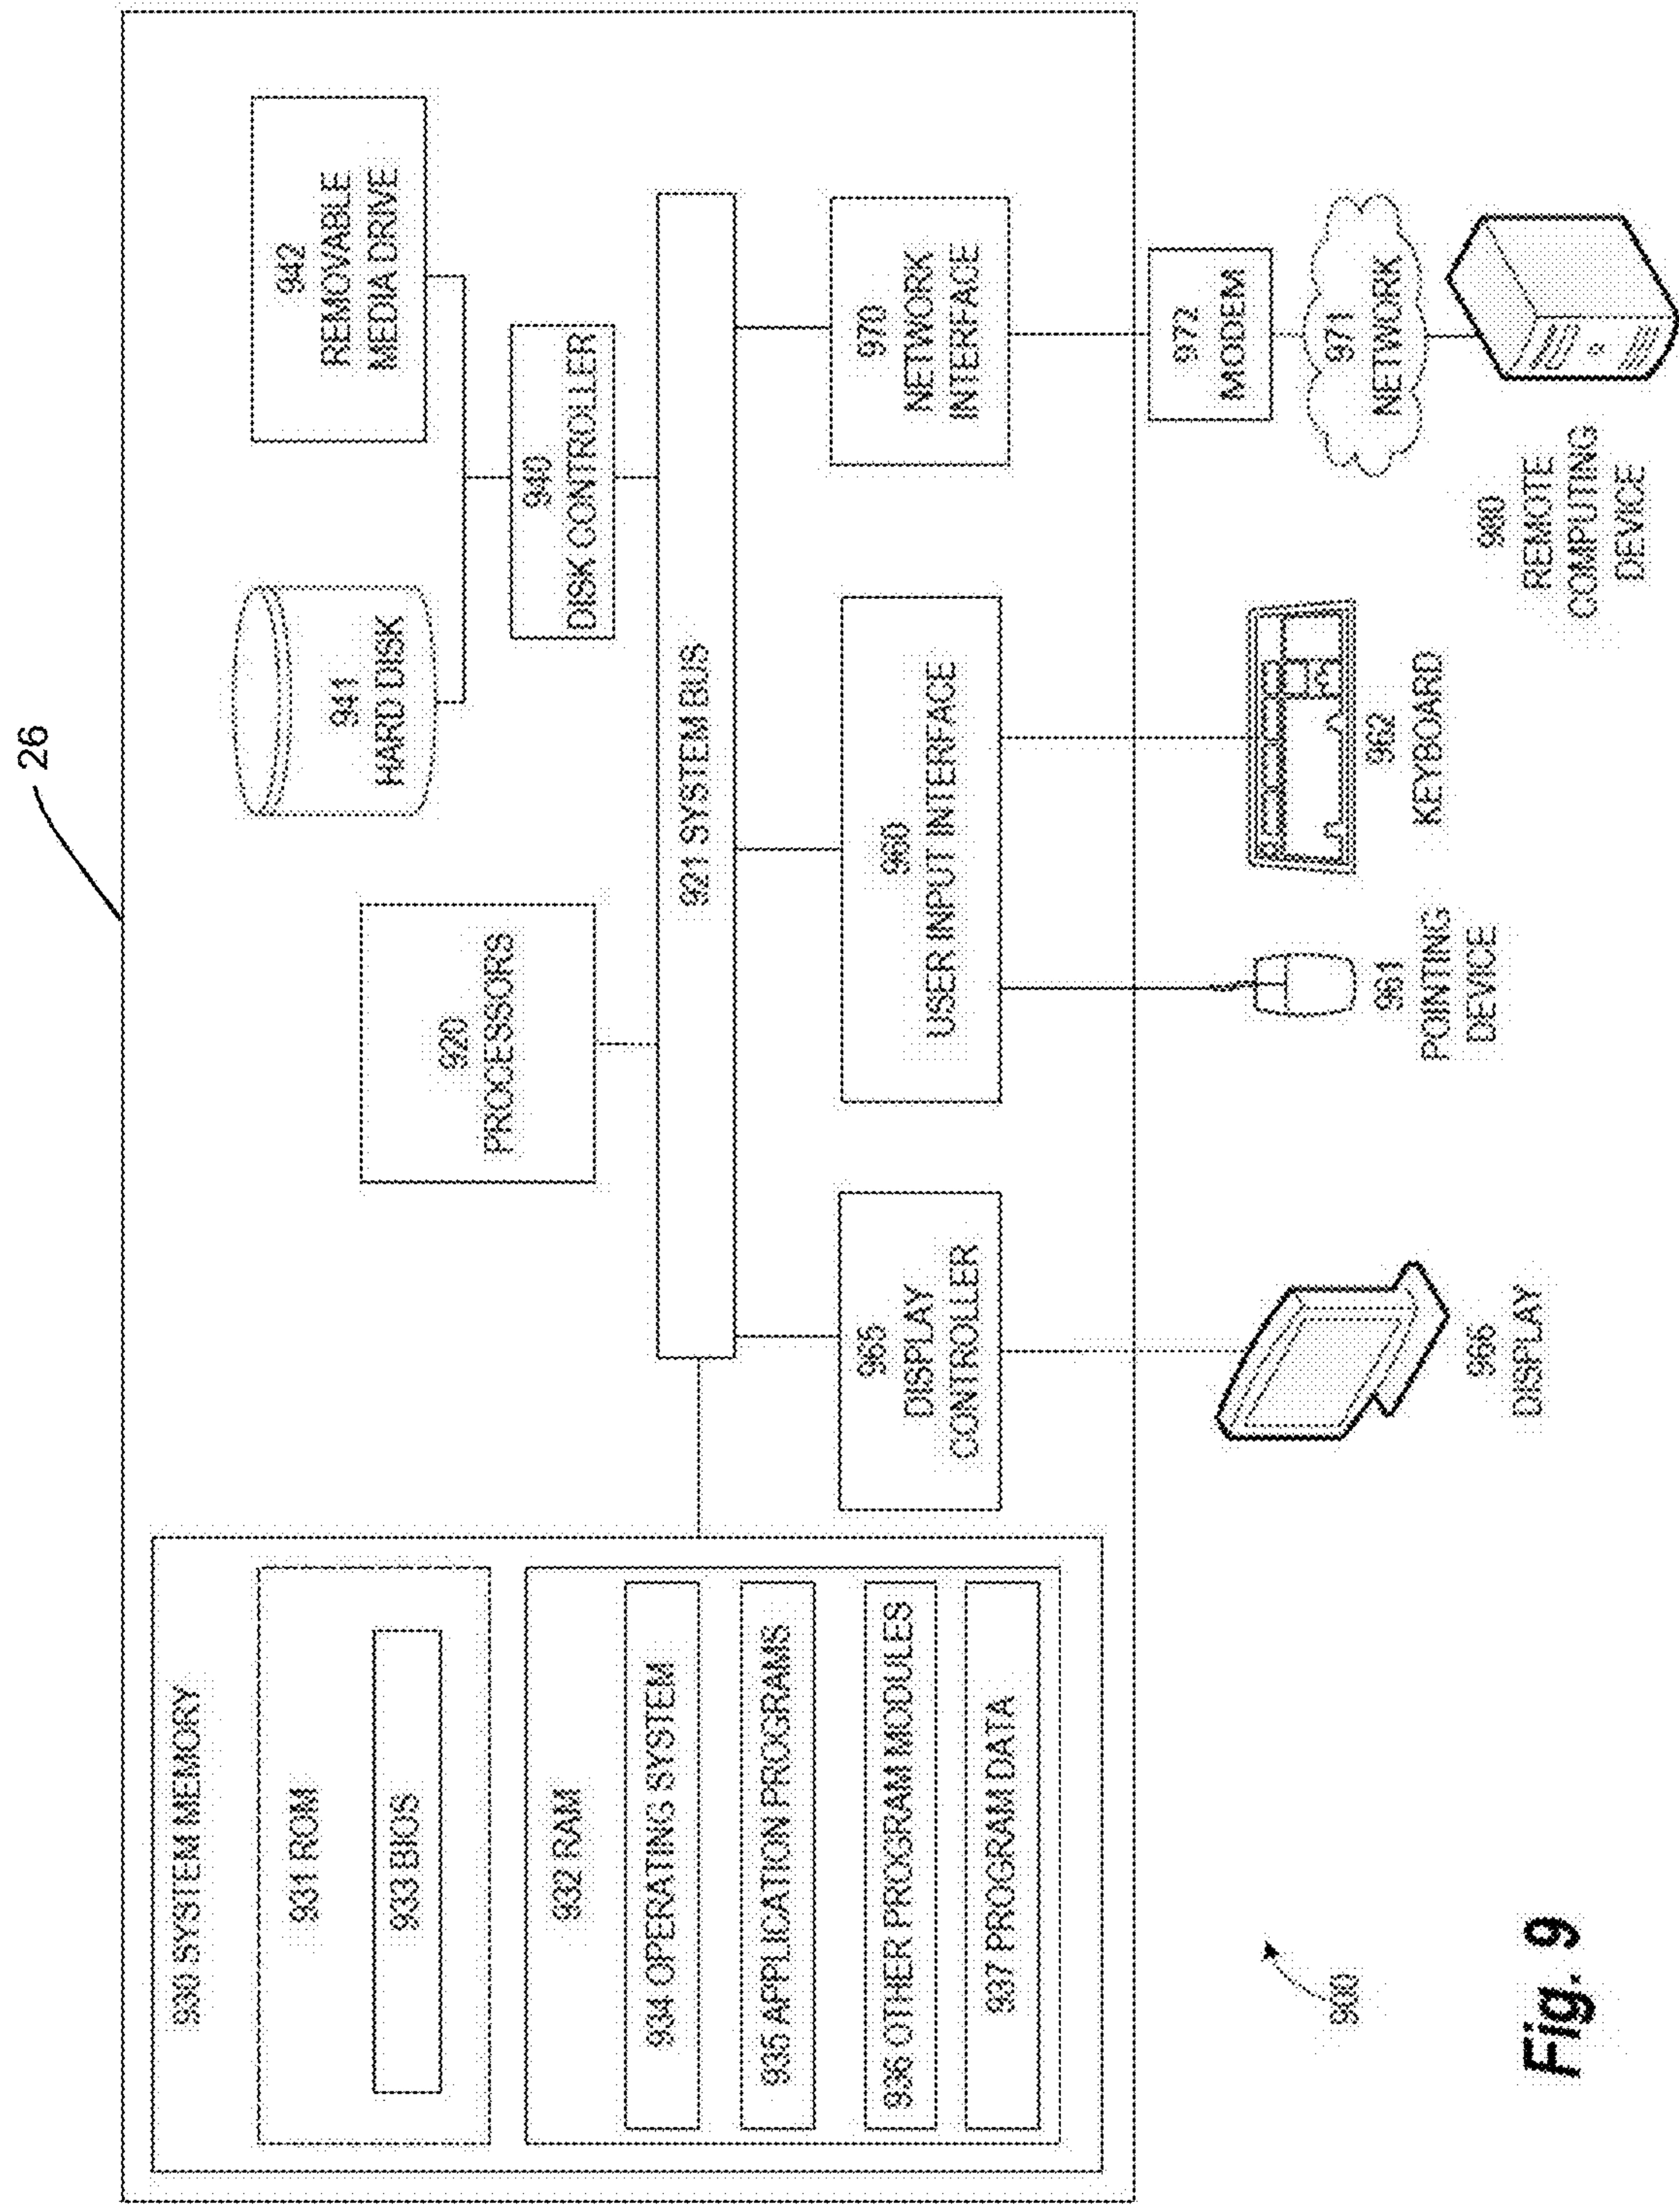 26
930 SYSTEM MEMORY
931 ROM
933 BIOS
932 RAM
934 OPERATING SYSTEM
935 APPLICATION PROGRAMS
936 OTHER PROGRAM MODULES
937 PROGRAM DATA
920
PROCESSORS
941
HARD DISK
942
REMOVABLE
MEDIA DRIVE
940
DISK CONTROLLER
921 SYSTEM BUS
965
DISPLAY
CONTROLLER
960
USER INPUT INTERFACE
970
NETWORK
INTERFACE
972
MODEM
971
NETWORK
966
DISPLAY
961
POINTING
DEVICE
962
KEYBOARD
980
REMOTE
COMPUTING
DEVICE
900
Fig. 9